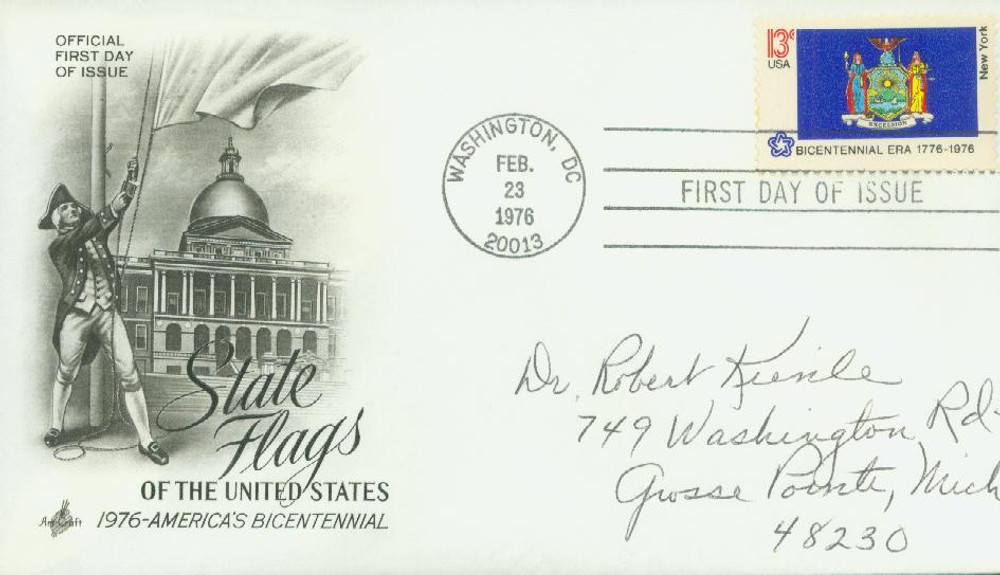 OFFICIAL
FIRST DAY
OF ISSUE
State
Flags
OF THE UNITED STATES
1976-AMERICA'S BICENTENNIAL
ArtCraft
WASHINGTON, DC
FEB.
23
1976
20013
13c
USA
New York
EXCELSIOR
BICENTENNIAL ERA 1776-1976
FIRST DAY OF ISSUE
Dr. Robert Kienle
749 Washington Rd
Grosse Pointe, Mich
48230